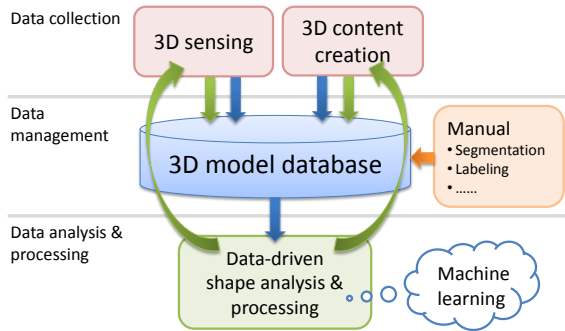 Data collection
3D sensing
3D content
creation
Data
management
3D model database
Manual
• Segmentation
• Labeling
• ......
Data analysis &
processing
Data-driven
shape analysis &
processing
Machine
learning